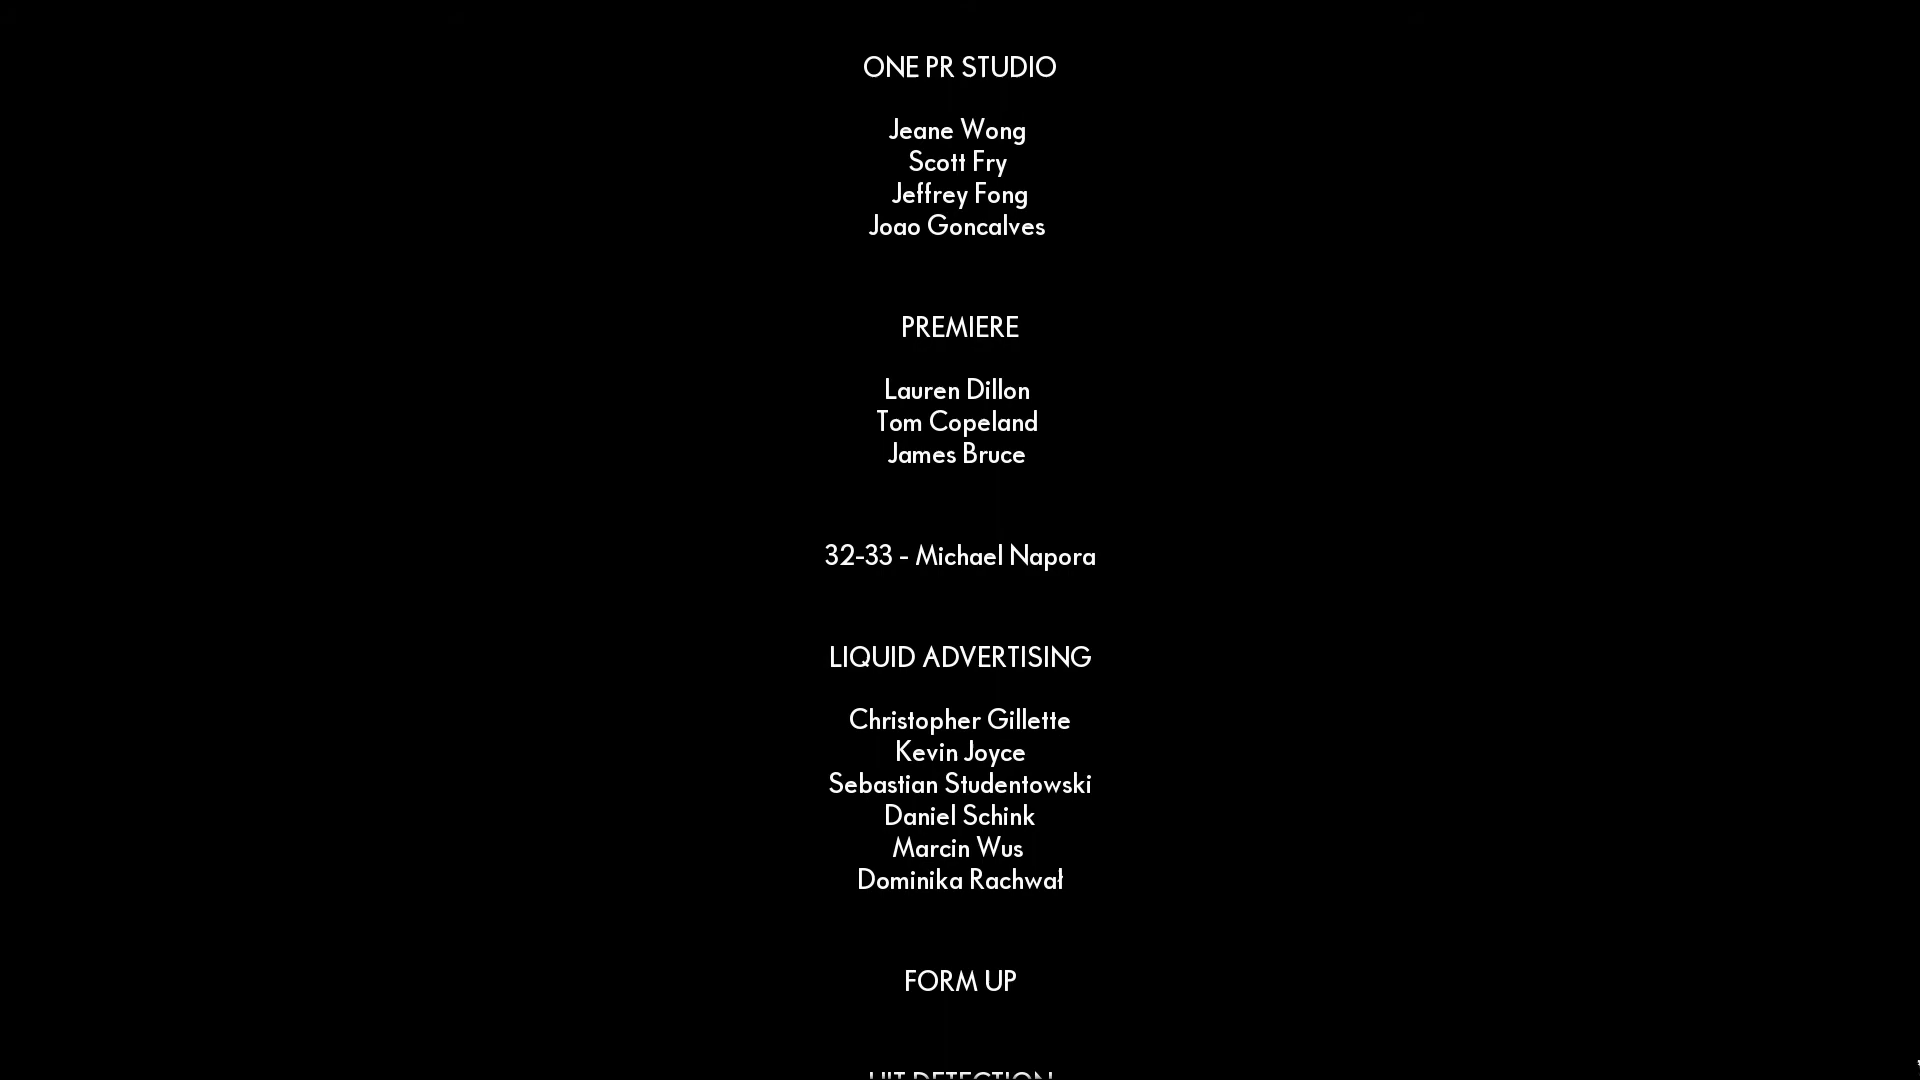 ONE PR STUDIO
Jeane Wong
Scott Fry
Jeffrey Fong
Joao Goncalves
PREMIERE
Lauren Dillon
Tom Copeland
James Bruce
32-33 - Michael Napora
LIQUID ADVERTISING
Christopher Gillette
Kevin Joyce
Sebastian Studentowski
Daniel Schink
Marcin Wus
Dominika Rachwał
FORM UP
HIT DETECTION